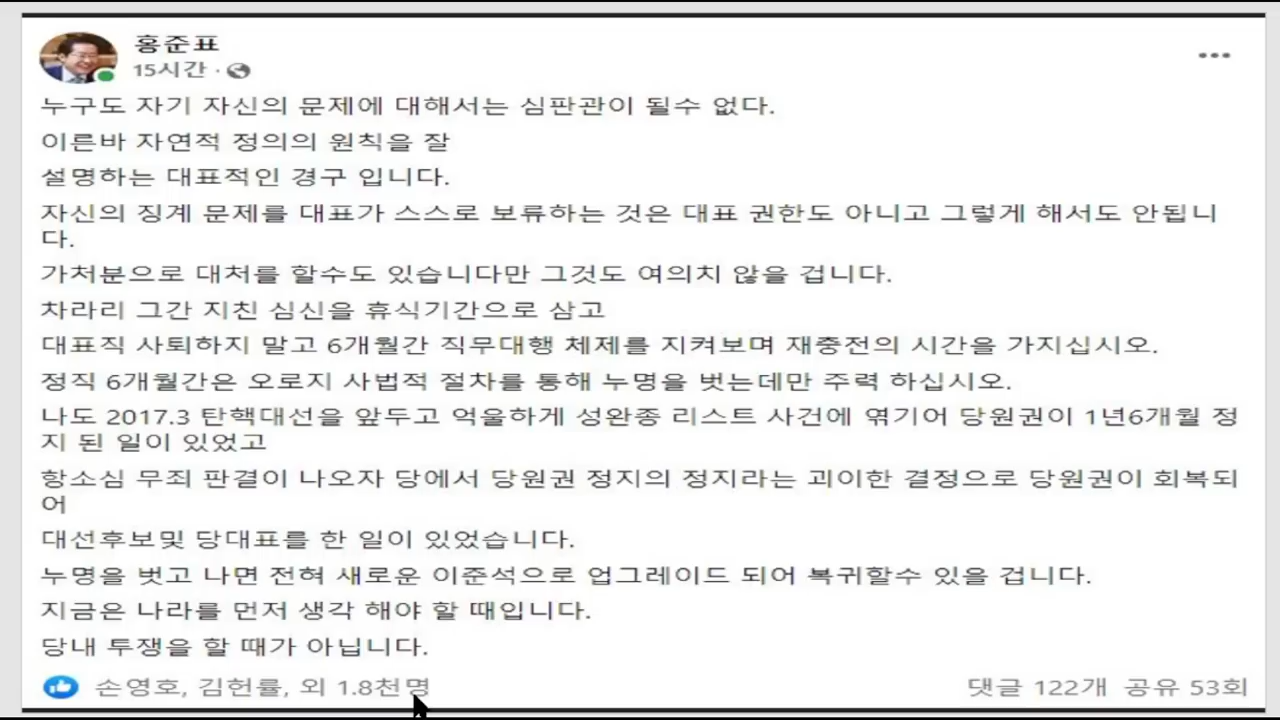 홍준표
15시간 ·
누구도 자기 자신의 문제에 대해서는 심판관이 될수 없다.
이른바 자연적 정의의 원칙을 잘
설명하는 대표적인 경구 입니다.
자신의 징계 문제를 대표가 스스로 보류하는 것은 대표 권한도 아니고 그렇게 해서도 안됩니
다.
가처분으로 대처를 할수도 있습니다만 그것도 여의치 않을 겁니다.
차라리 그간 지친 심신을 휴식기간으로 삼고
대표직 사퇴하지 말고 6개월간 직무대행 체제를 지켜보며 재충전의 시간을 가지십시오.
정직 6개월간은 오로지 사법적 절차를 통해 누명을 벗는데만 주력 하십시오.
나도 2017.3 탄핵대선을 앞두고 억울하게 성완종 리스트 사건에 엮기어 당원권이 1년6개월 정
지 된 일이 있었고
항소심 무죄 판결이 나오자 당에서 당원권 정지의 정지라는 괴이한 결정으로 당원권이 회복되
어
대선후보및 당대표를 한 일이 있었습니다.
누명을 벗고 나면 전혀 새로운 이준석으로 업그레이드 되어 복귀할수 있을 겁니다.
지금은 나라를 먼저 생각 해야 할 때입니다.
당내 투쟁을 할 때가 아닙니다.
손영호, 김헌률, 외 1.8천명
댓글 122개 공유 53회